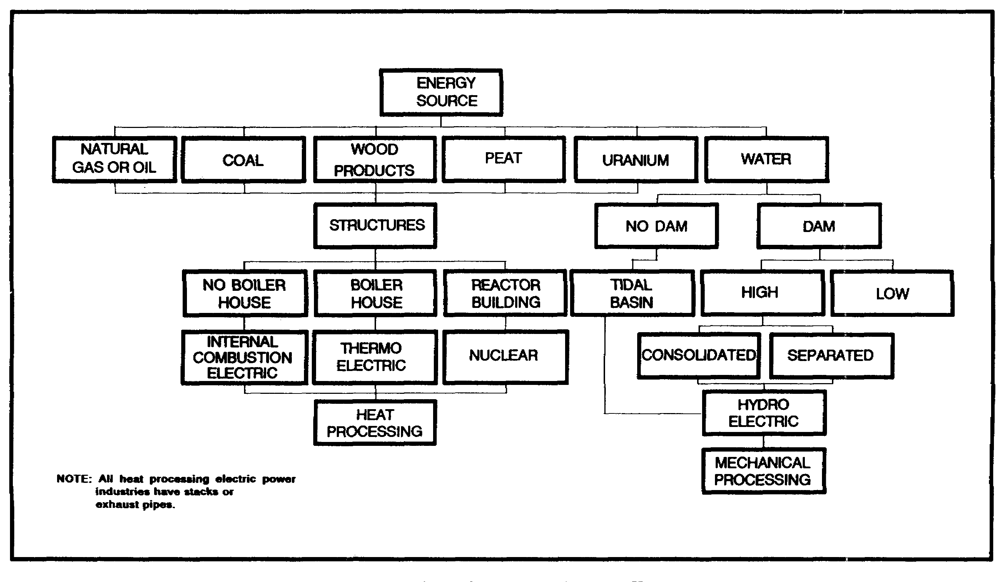 ENERGY
SOURCE
NATURAL
GAS OR OIL
COAL
WOOD
PRODUCTS
PEAT
URANIUM
WATER
STRUCTURES
NO DAM
DAM
NO BOILER
HOUSE
BOILER
HOUSE
REACTOR
BUILDING
TIDAL
BASIN
HIGH
LOW
INTERNAL
COMBUSTION
ELECTRIC
THERMO
ELECTRIC
NUCLEAR
CONSOLIDATED
SEPARATED
HEAT
PROCESSING
HYDRO
ELECTRIC
MECHANICAL
PROCESSING
NOTE: All heat processing electric power
industries have stacks or
exhaust pipes.